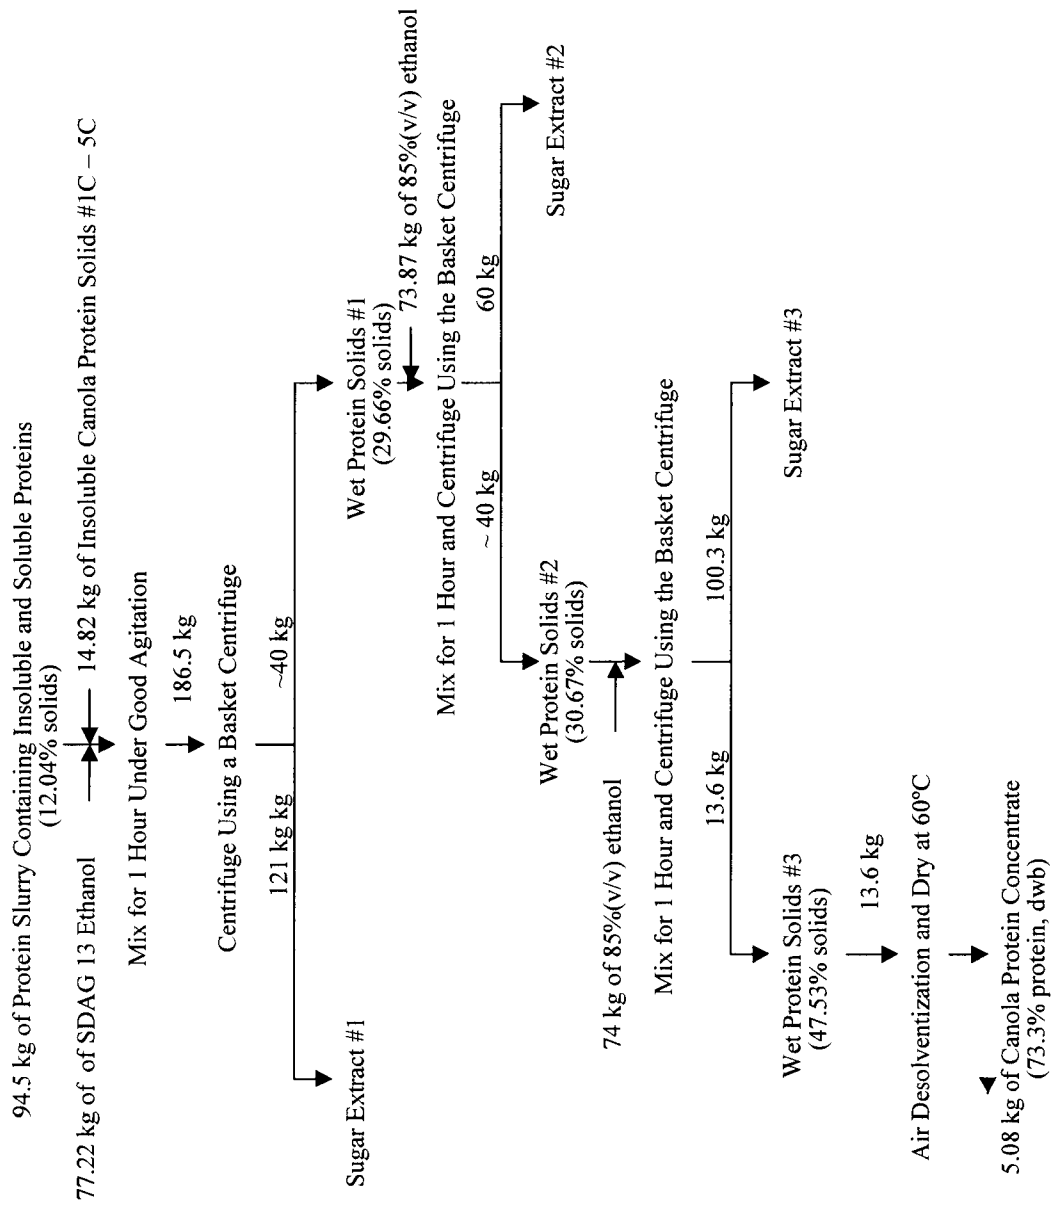 94.5 kg of Protein Slurry Containing Insoluble and Soluble Proteins
(12.04% solids)
77.22 kg of of SDAG 13 Ethanol
14.82 kg of Insoluble Canola Protein Solids #1C – 5C
Mix for 1 Hour Under Good Agitation
186.5 kg
Centrifuge Using a Basket Centrifuge
121 kg kg
~40 kg
Sugar Extract #1
Wet Protein Solids #1
(29.66% solids)
73.87 kg of 85%(v/v) ethanol
Mix for 1 Hour and Centrifuge Using the Basket Centrifuge
~ 40 kg
60 kg
Wet Protein Solids #2
(30.67% solids)
Sugar Extract #2
74 kg of 85%(v/v) ethanol
Mix for 1 Hour and Centrifuge Using the Basket Centrifuge
13.6 kg
100.3 kg
Wet Protein Solids #3
(47.53% solids)
Sugar Extract #3
13.6 kg
Air Desolventization and Dry at 60°C
5.08 kg of Canola Protein Concentrate
(73.3% protein, dwb)